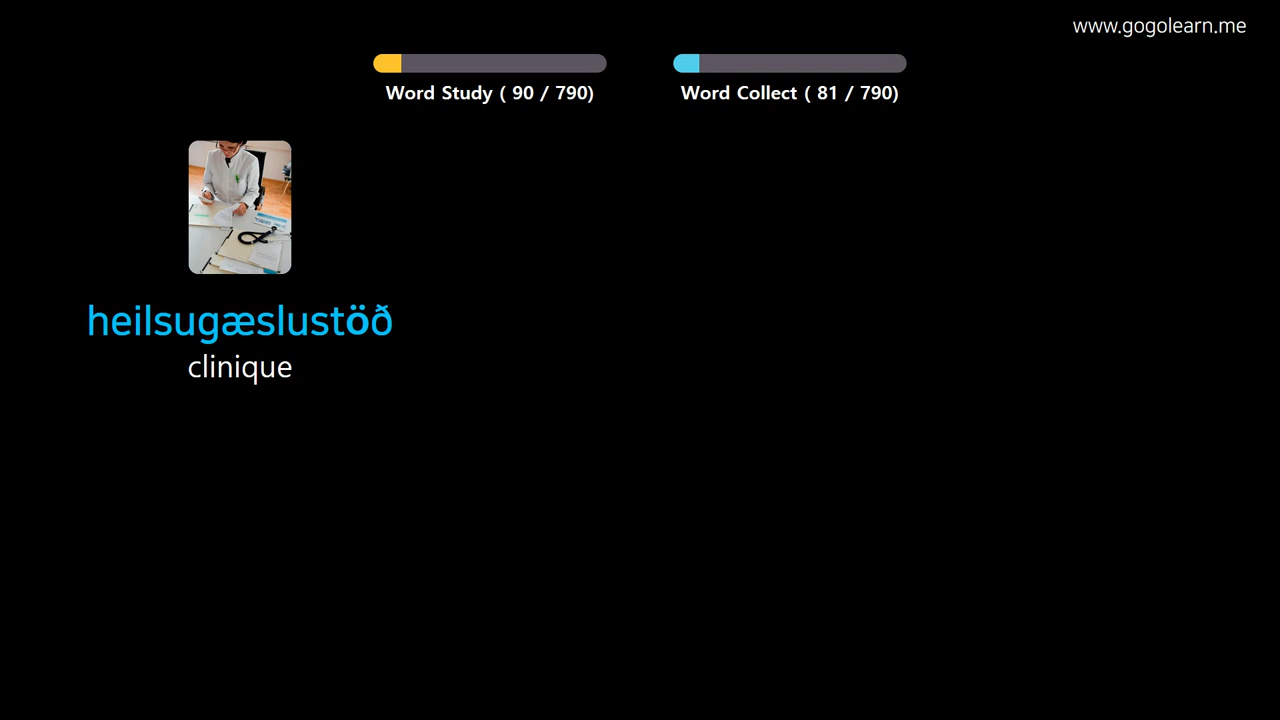 www.gogolearn.me
Word Study ( 90 / 790)
Word Collect ( 81 / 790)
heilsugæslustöð
clinique